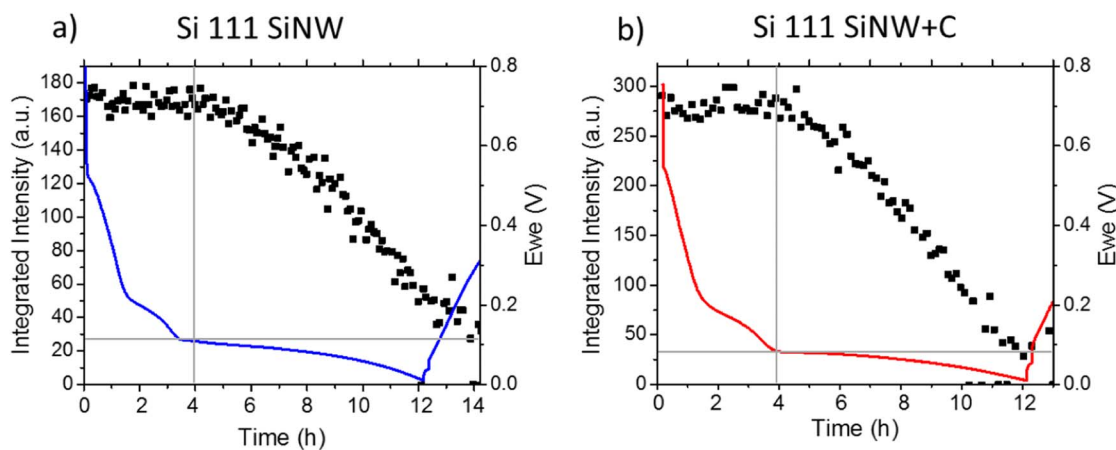 a) Si 111 SiNW
180
160
140
120
100
80
60
40
20
0
Integrated Intensity (a.u.)
0.8
0.6
0.4
0.2
0.0
Ewe (V)
0 2 4 6 8 10 12 14
Time (h)
b) Si 111 SiNW+C
300
250
200
150
100
50
0
Integrated Intensity (a.u.)
0.8
0.6
0.4
0.2
0.0
Ewe (V)
0 2 4 6 8 10 12
Time (h)